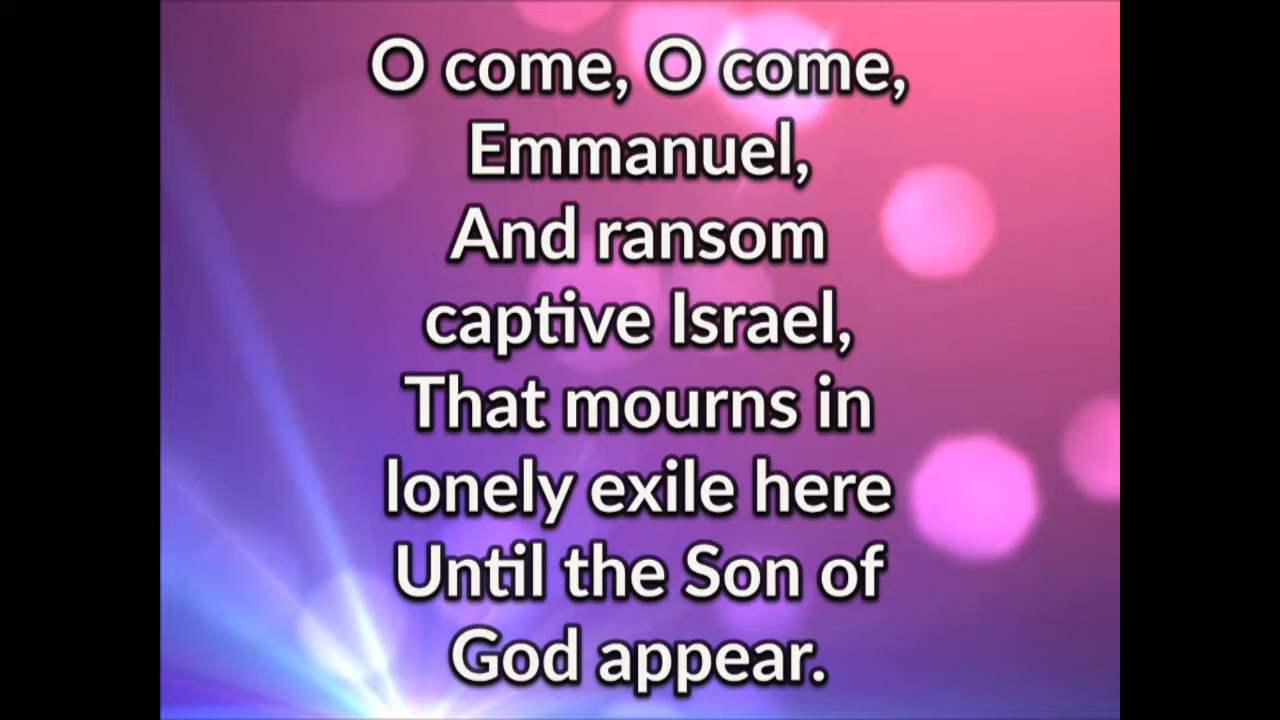 O come, O come,
Emmanuel,
And ransom
captive Israel,
That mourns in
lonely exile here
Until the Son of
God appear.